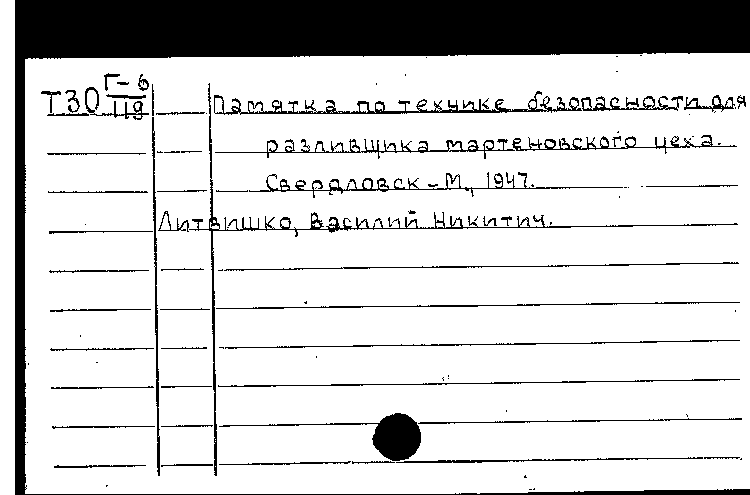 Т30 Г-6/119 Памятка по технике безопасности для
разливщика мартеновского цеха.
Свердловск-М., 1947.
Литвишко, Василий Никитич.